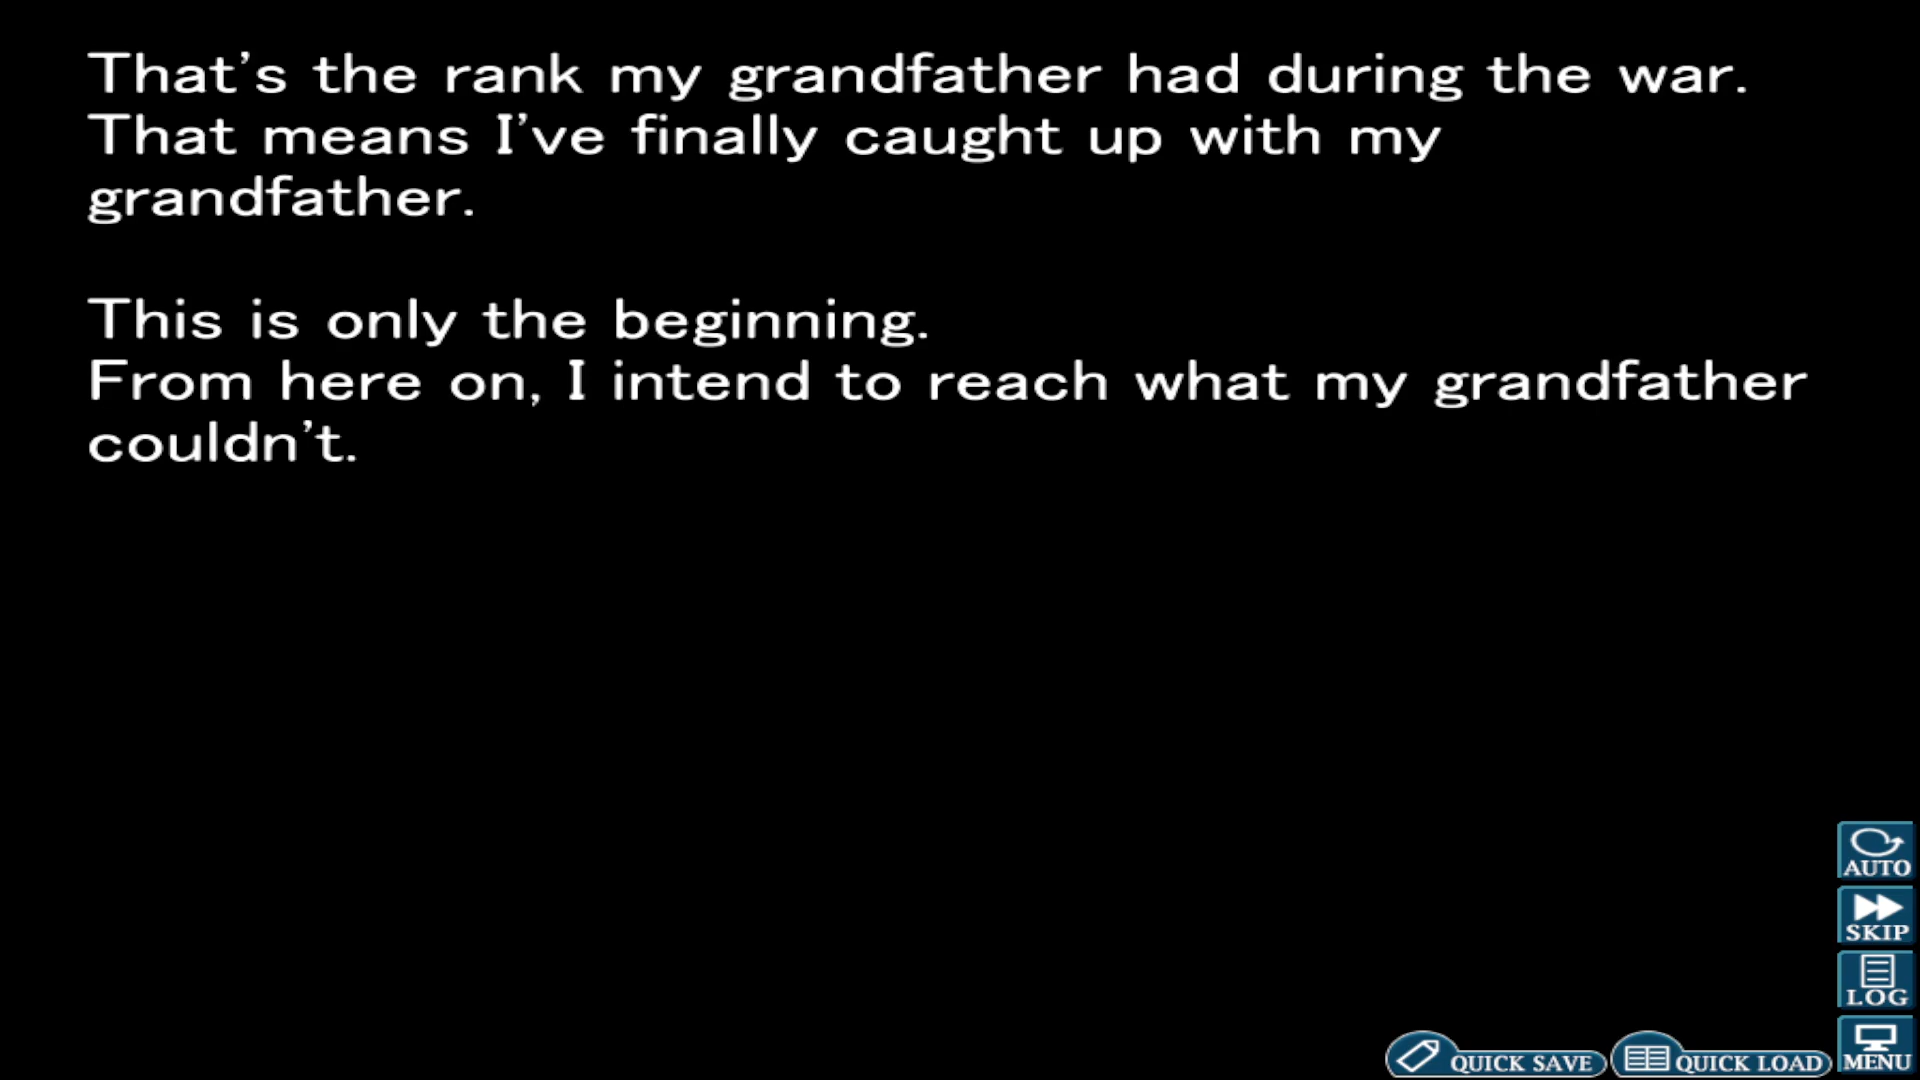 That's the rank my grandfather had during the war.
That means I've finally caught up with my
grandfather.
This is only the beginning.
From here on, I intend to reach what my grandfather
couldn't.
AUTO
SKIP
LOG
MENU
QUICK SAVE
QUICK LOAD